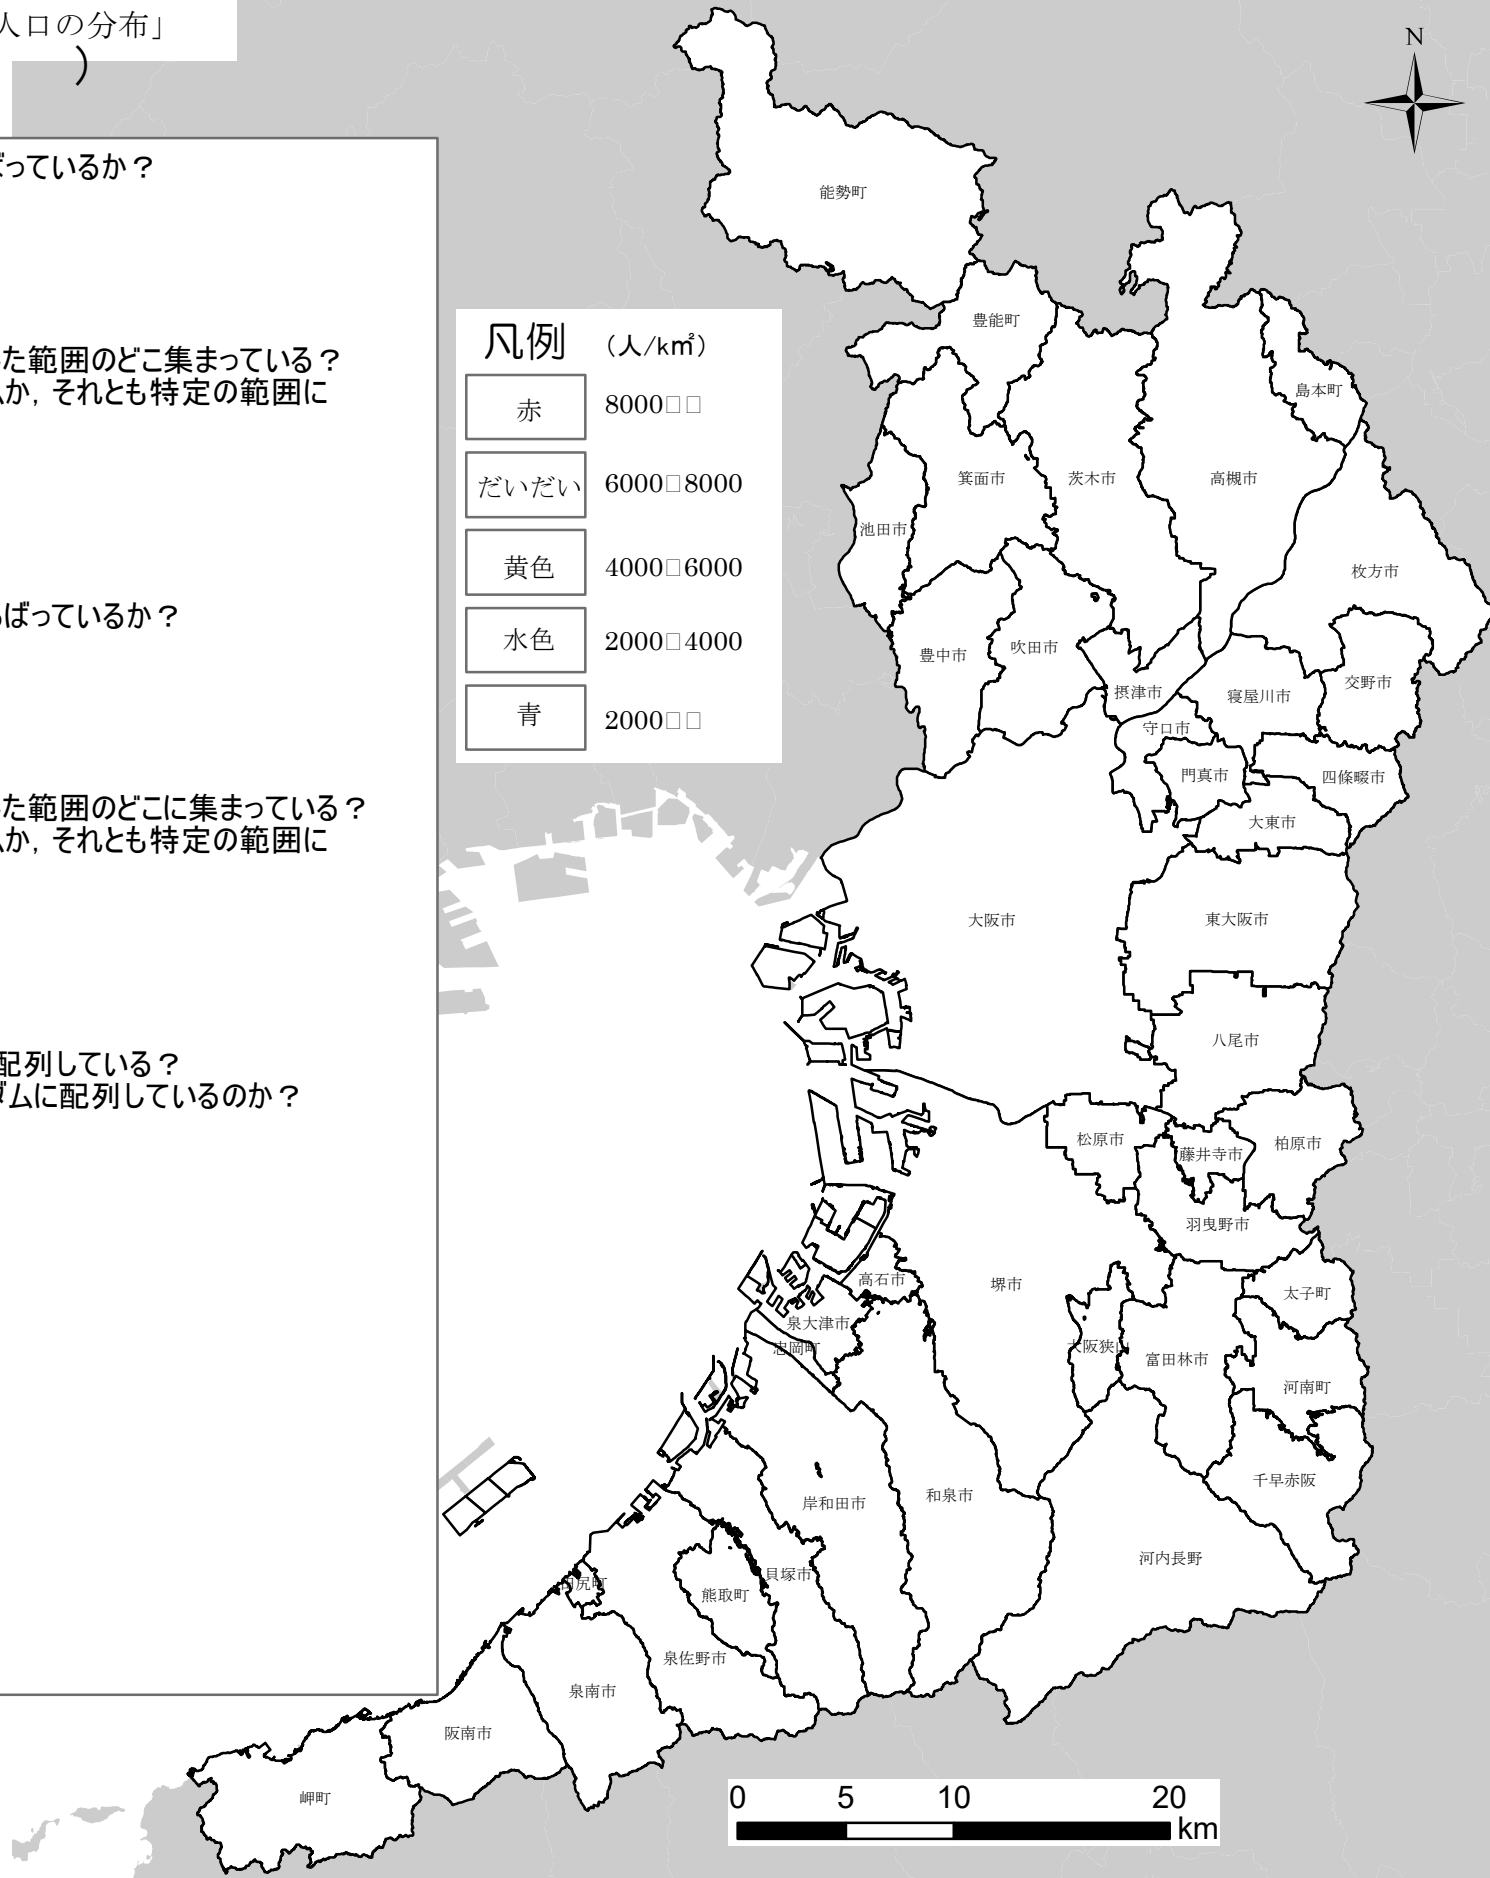 人口の分布」
)
ばっているか？
た範囲のどこ集まっている？
か，それとも特定の範囲に
ばっているか？
た範囲のどこに集まっている？
か，それとも特定の範囲に
配列している？
ダムに配列しているのか？
凡例 (人/k㎡)
赤 8000□□
だいだい 6000□8000
黄色 4000□6000
水色 2000□4000
青 2000□□
N
能勢町
豊能町
島本町
箕面市
茨木市
高槻市
池田市
枚方市
豊中市
吹田市
摂津市
寝屋川市
交野市
守口市
門真市
四條畷市
大東市
大阪市
東大阪市
八尾市
松原市
藤井寺市
柏原市
羽曳野市
高石市
堺市
太子町
泉大津市
忠岡町
大阪狭山
富田林市
河南町
千早赤阪
岸和田市
和泉市
河内長野
貝塚市
田尻町
熊取町
泉佐野市
泉南市
阪南市
岬町
0 5 10 20
km